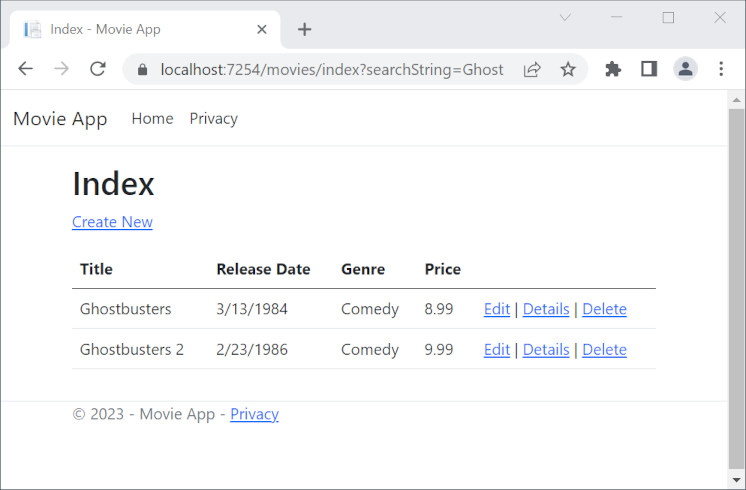 Index - Movie App
localhost:7254/movies/index?searchString=Ghost
Movie App Home Privacy
Index
Create New
Title Release Date Genre Price
Ghostbusters 3/13/1984 Comedy 8.99 Edit | Details | Delete
Ghostbusters 2 2/23/1986 Comedy 9.99 Edit | Details | Delete
© 2023 - Movie App - Privacy